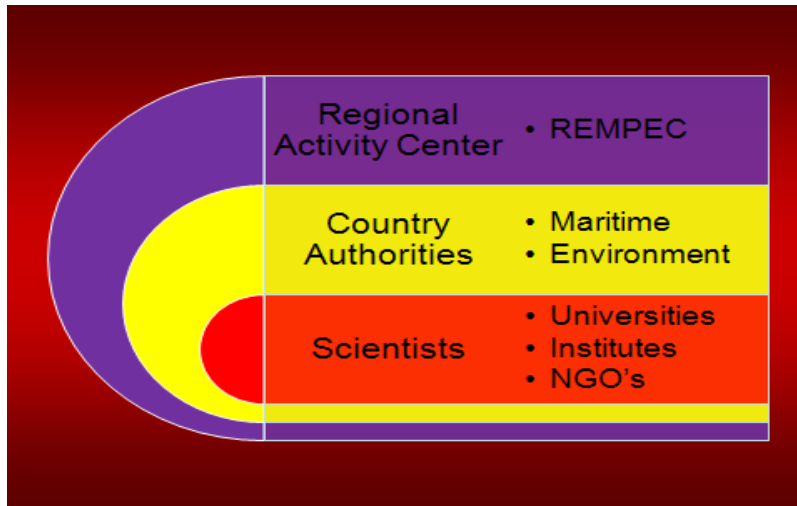 Regional
Activity Center
• REMPEC
Country
Authorities
• Maritime
• Environment
Scientists
• Universities
• Institutes
• NGO's